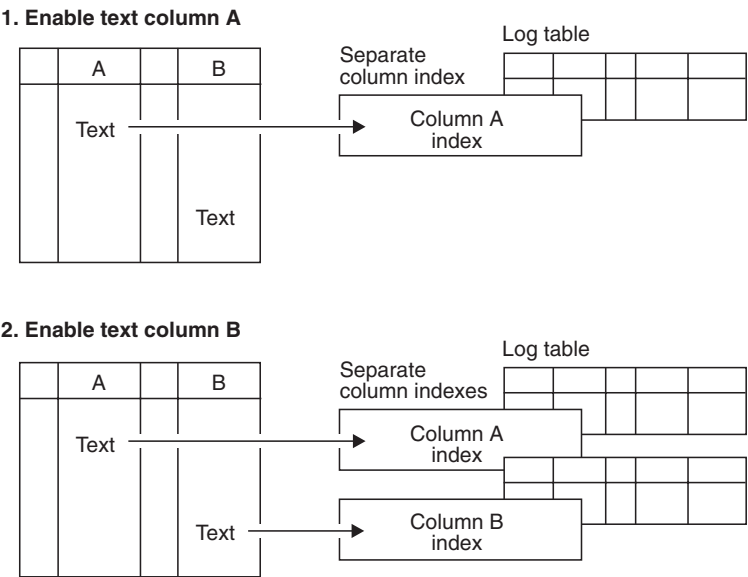 1. Enable text column A
Log table
Separate
column index
A
B
Column A
index
Text
Text
2. Enable text column B
Log table
Separate
column indexes
A
B
Column A
index
Text
Column B
index
Text